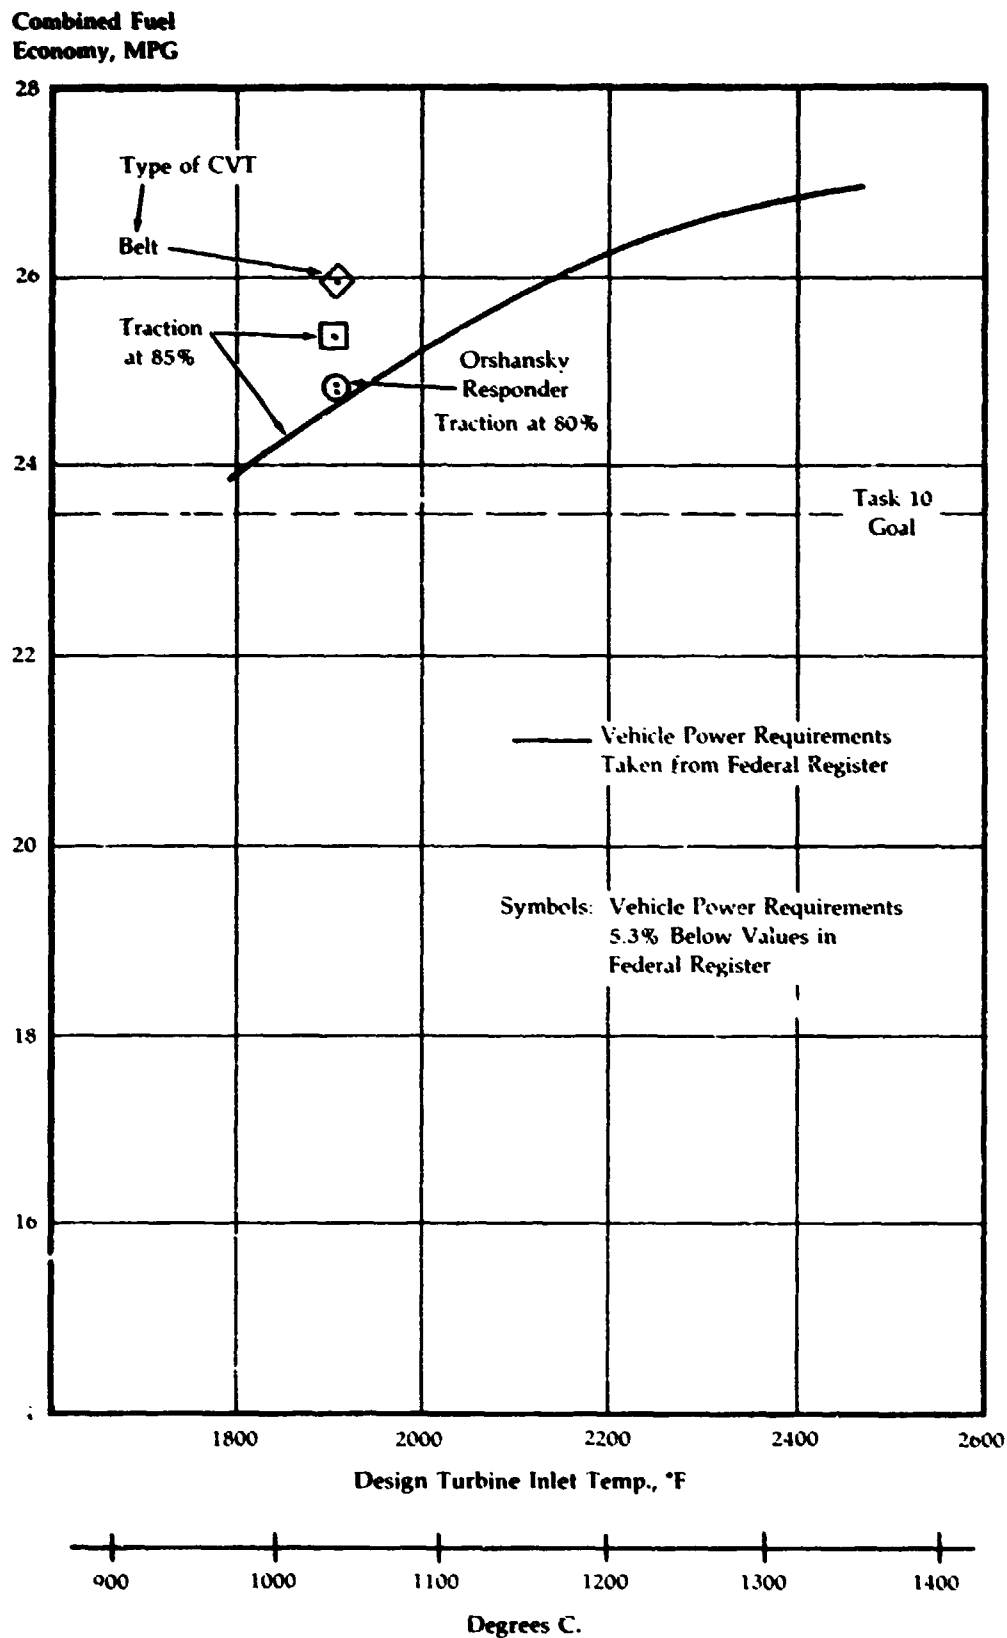 Combined Fuel
Economy, MPG
28
Type of CVT
Belt
26
Traction
at 85%
Orshansky
Responder
Traction at 80%
24
Task 10
Goal
22
Vehicle Power Requirements
Taken from Federal Register
20
Symbols: Vehicle Power Requirements
5.3% Below Values in
Federal Register
18
16
1800 2000 2200 2400 2600
Design Turbine Inlet Temp., °F
900 1000 1100 1200 1300 1400
Degrees C.